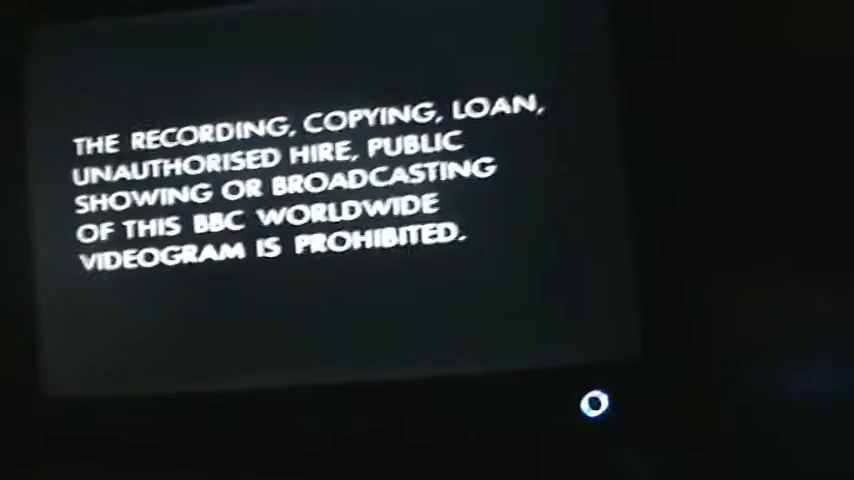 THE RECORDING, COPYING, LOAN,
UNAUTHORISED HIRE, PUBLIC
SHOWING OR BROADCASTING
OF THIS BBC WORLDWIDE
VIDEOGRAM IS PROHIBITED.